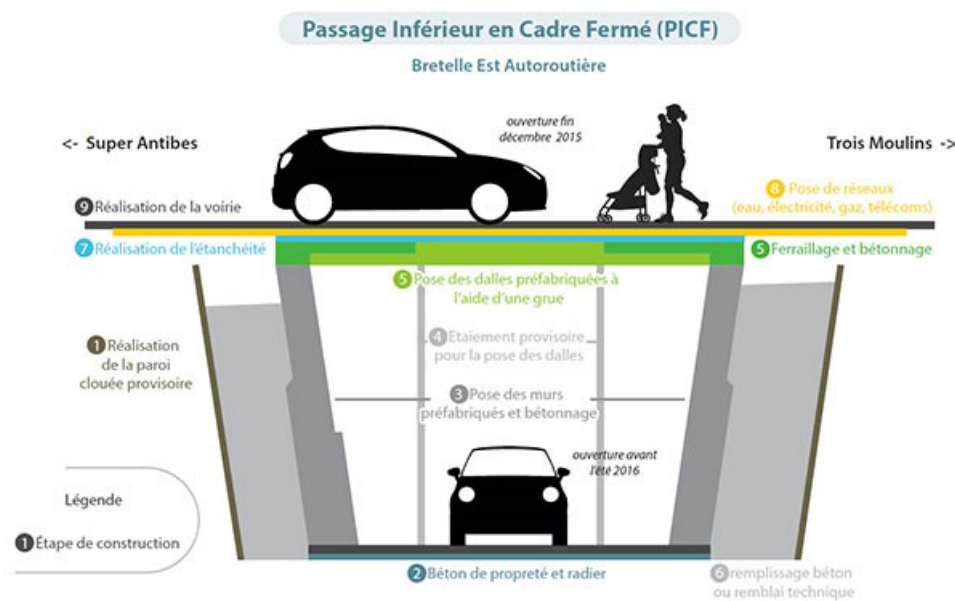 Passage Inférieur en Cadre Fermé (PICF)
Bretelle Est Autoroutière
ouverture fin
décembre 2015
<- Super Antibes
Trois Moulins ->
9 Réalisation de la voirie
8 Pose de réseaux
(eau, électricité, gaz, télécoms)
7 Réalisation de l'étanchéité
5 Ferraillage et bétonnage
5 Pose des dalles préfabriquées à
l'aide d'une grue
4 Etaiement provisoire
pour la pose des dalles
1 Réalisation
de la paroi
clouée provisoire
3 Pose des murs
préfabriqués et bétonnage
ouverture avant
l'été 2016
Légende
1 Étape de construction
2 Béton de propreté et radier
6 remplissage béton
ou remblai technique